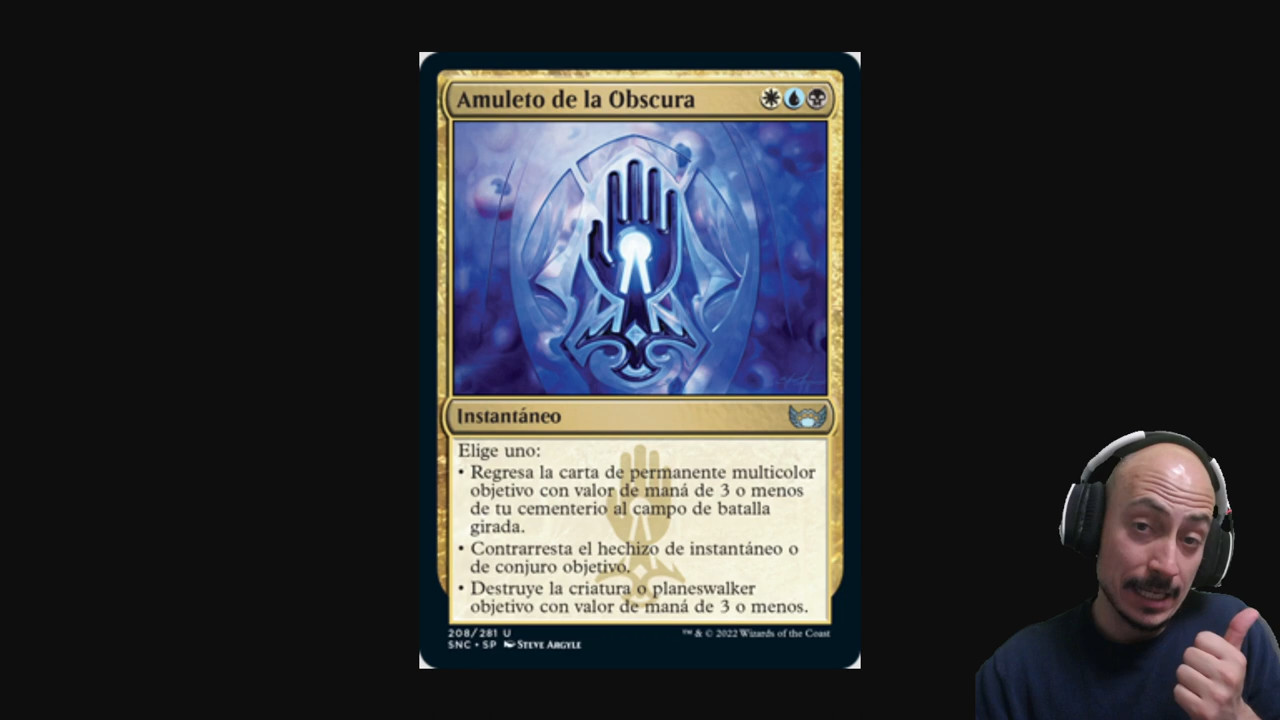 Amuleto de la Obscura
Instantáneo
Elige uno:
• Regresa la carta de permanente multicolor
objetivo con valor de maná de 3 o menos
de tu cementerio al campo de batalla
girada.
• Contrarresta el hechizo de instantáneo o
de conjuro objetivo.
• Destruye la criatura o planeswalker
objetivo con valor de maná de 3 o menos.
208/281 U
™ & © 2022 Wizards of the Coast
SNC • SP Steve Argyle